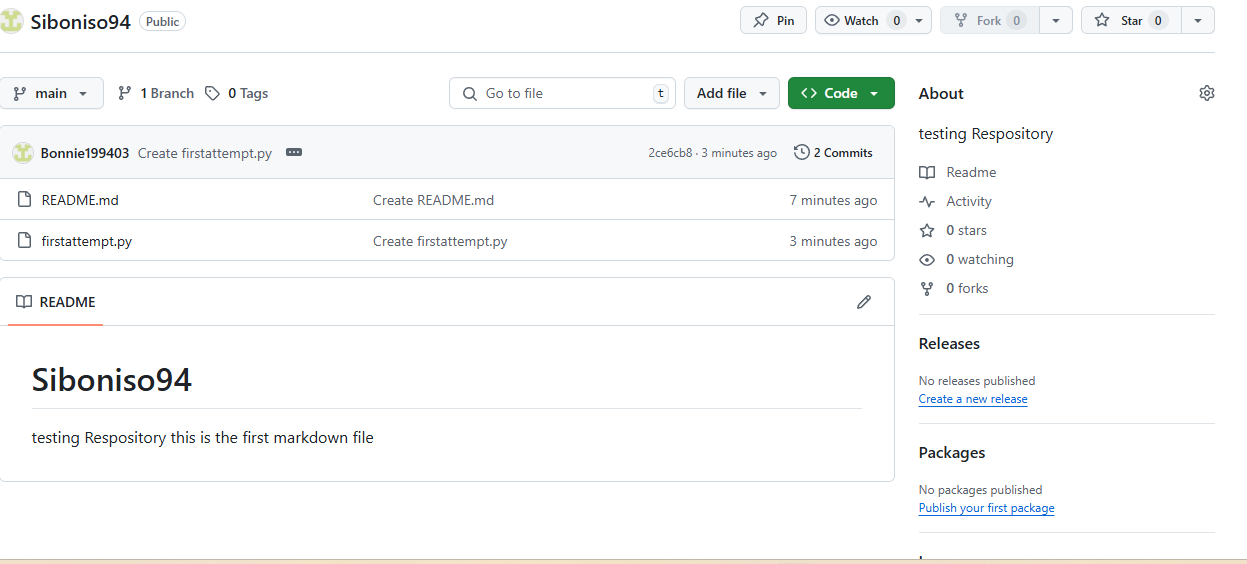 Siboniso94 Public Pin Watch 0 Fork 0 Star 0
main 1 Branch 0 Tags Go to file t Add file Code
Bonnie199403 Create firstattempt.py 2ce6cb8 · 3 minutes ago 2 Commits
README.md Create README.md 7 minutes ago
firstattempt.py Create firstattempt.py 3 minutes ago
README
Siboniso94
testing Respository this is the first markdown file
About
testing Respository
Readme
Activity
0 stars
0 watching
0 forks
Releases
No releases published
Create a new release
Packages
No packages published
Publish your first package